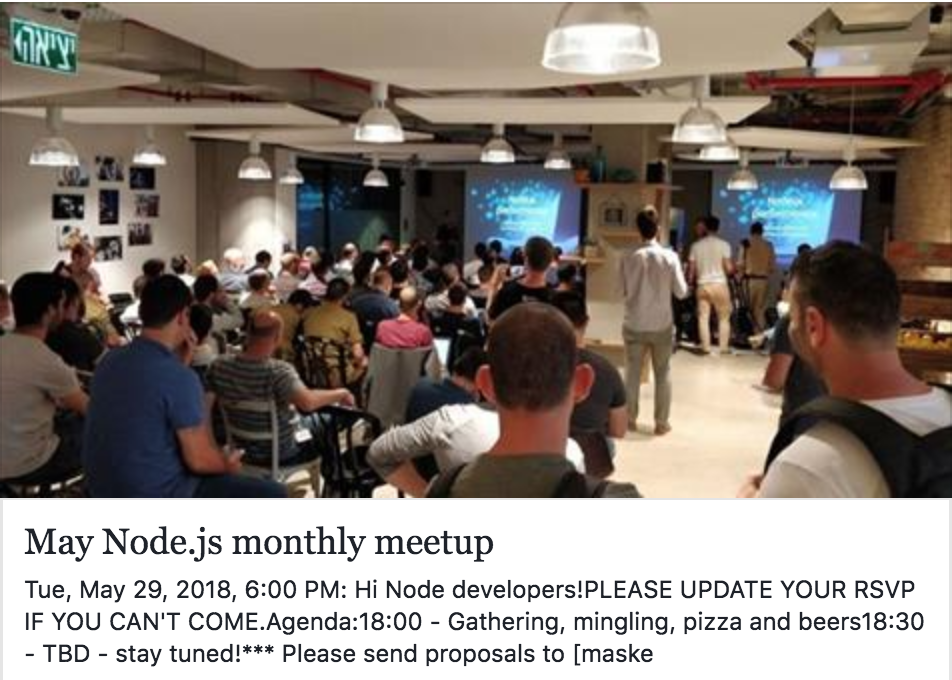 יציאה
May Node.js monthly meetup
Tue, May 29, 2018, 6:00 PM: Hi Node developers!PLEASE UPDATE YOUR RSVP
IF YOU CAN'T COME.Agenda:18:00 - Gathering, mingling, pizza and beers18:30
- TBD - stay tuned!*** Please send proposals to [maske